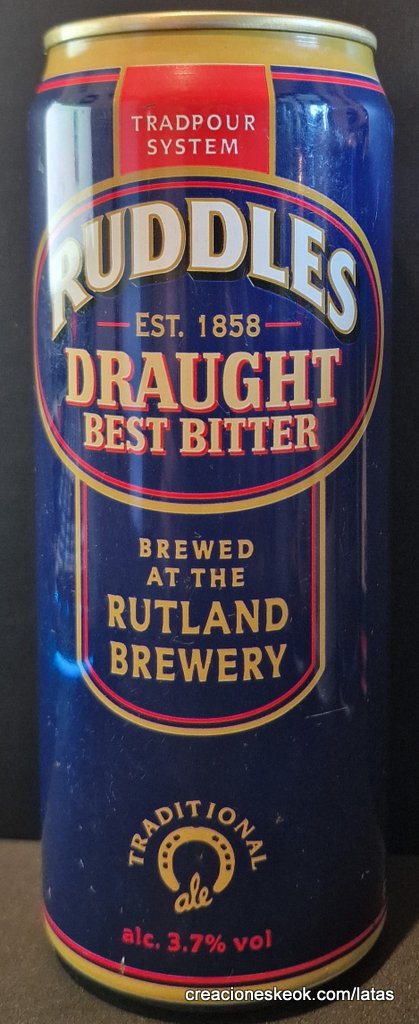 TRADPOUR
SYSTEM
RUDDLES
EST. 1858
DRAUGHT
BEST BITTER
BREWED
AT THE
RUTLAND
BREWERY
TRADITIONAL
ale
alc. 3.7% vol
creacioneskeok.com/latas